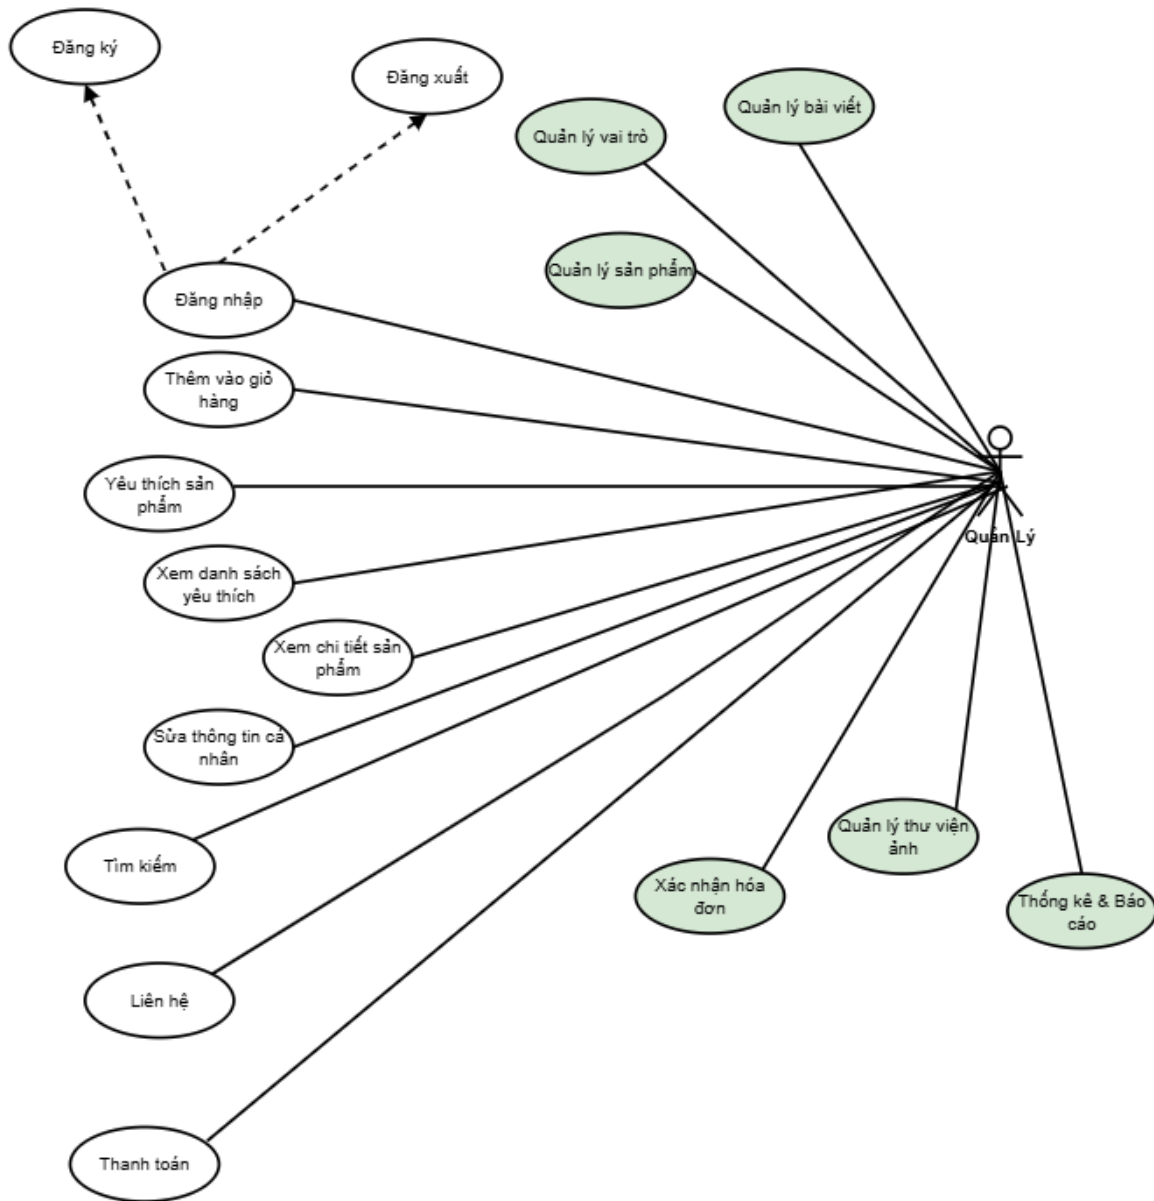 Đăng ký
Đăng xuất
Quản lý bài viết
Quản lý vai trò
Quản lý sản phẩm
Đăng nhập
Thêm vào giỏ
hàng
Yêu thích sản
phẩm
Quản Lý
Xem danh sách
yêu thích
Xem chi tiết sản
phẩm
Sửa thông tin cá
nhân
Tìm kiếm
Quản lý thư viện
ảnh
Xác nhận hóa
đơn
Thống kê & Báo
cáo
Liên hệ
Thanh toán